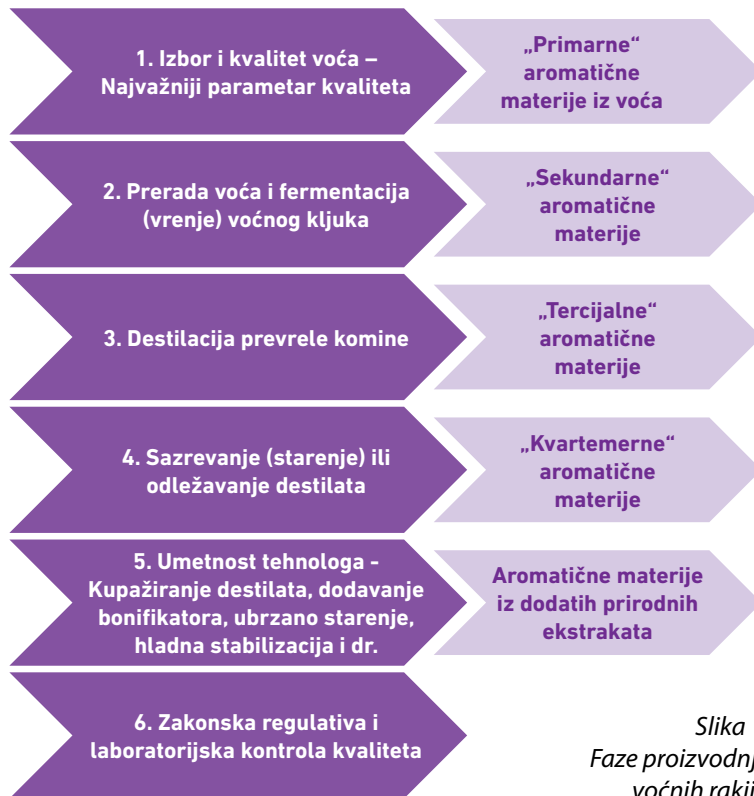 1. Izbor i kvalitet voća –
Najvažniji parametar kvaliteta
„Primarne“
aromatične
materije iz voća
2. Prerada voća i fermentacija
(vrenje) voćnog kljuka
„Sekundarne“
aromatične
materije
3. Destilacija prevrele komine
„Tercijalne“
aromatične
materije
4. Sazrevanje (starenje) ili
odležavanje destilata
„Kvartemerne“
aromatične
materije
5. Umetnost tehnologa -
Kupažiranje destilata, dodavanje
bonifikatora, ubrzano starenje,
hladna stabilizacija i dr.
Aromatične materije
iz dodatih prirodnih
ekstrakata
6. Zakonska regulativa i
laboratorijska kontrola kvaliteta
Slika
Faze proizvodnj
voćnih raki